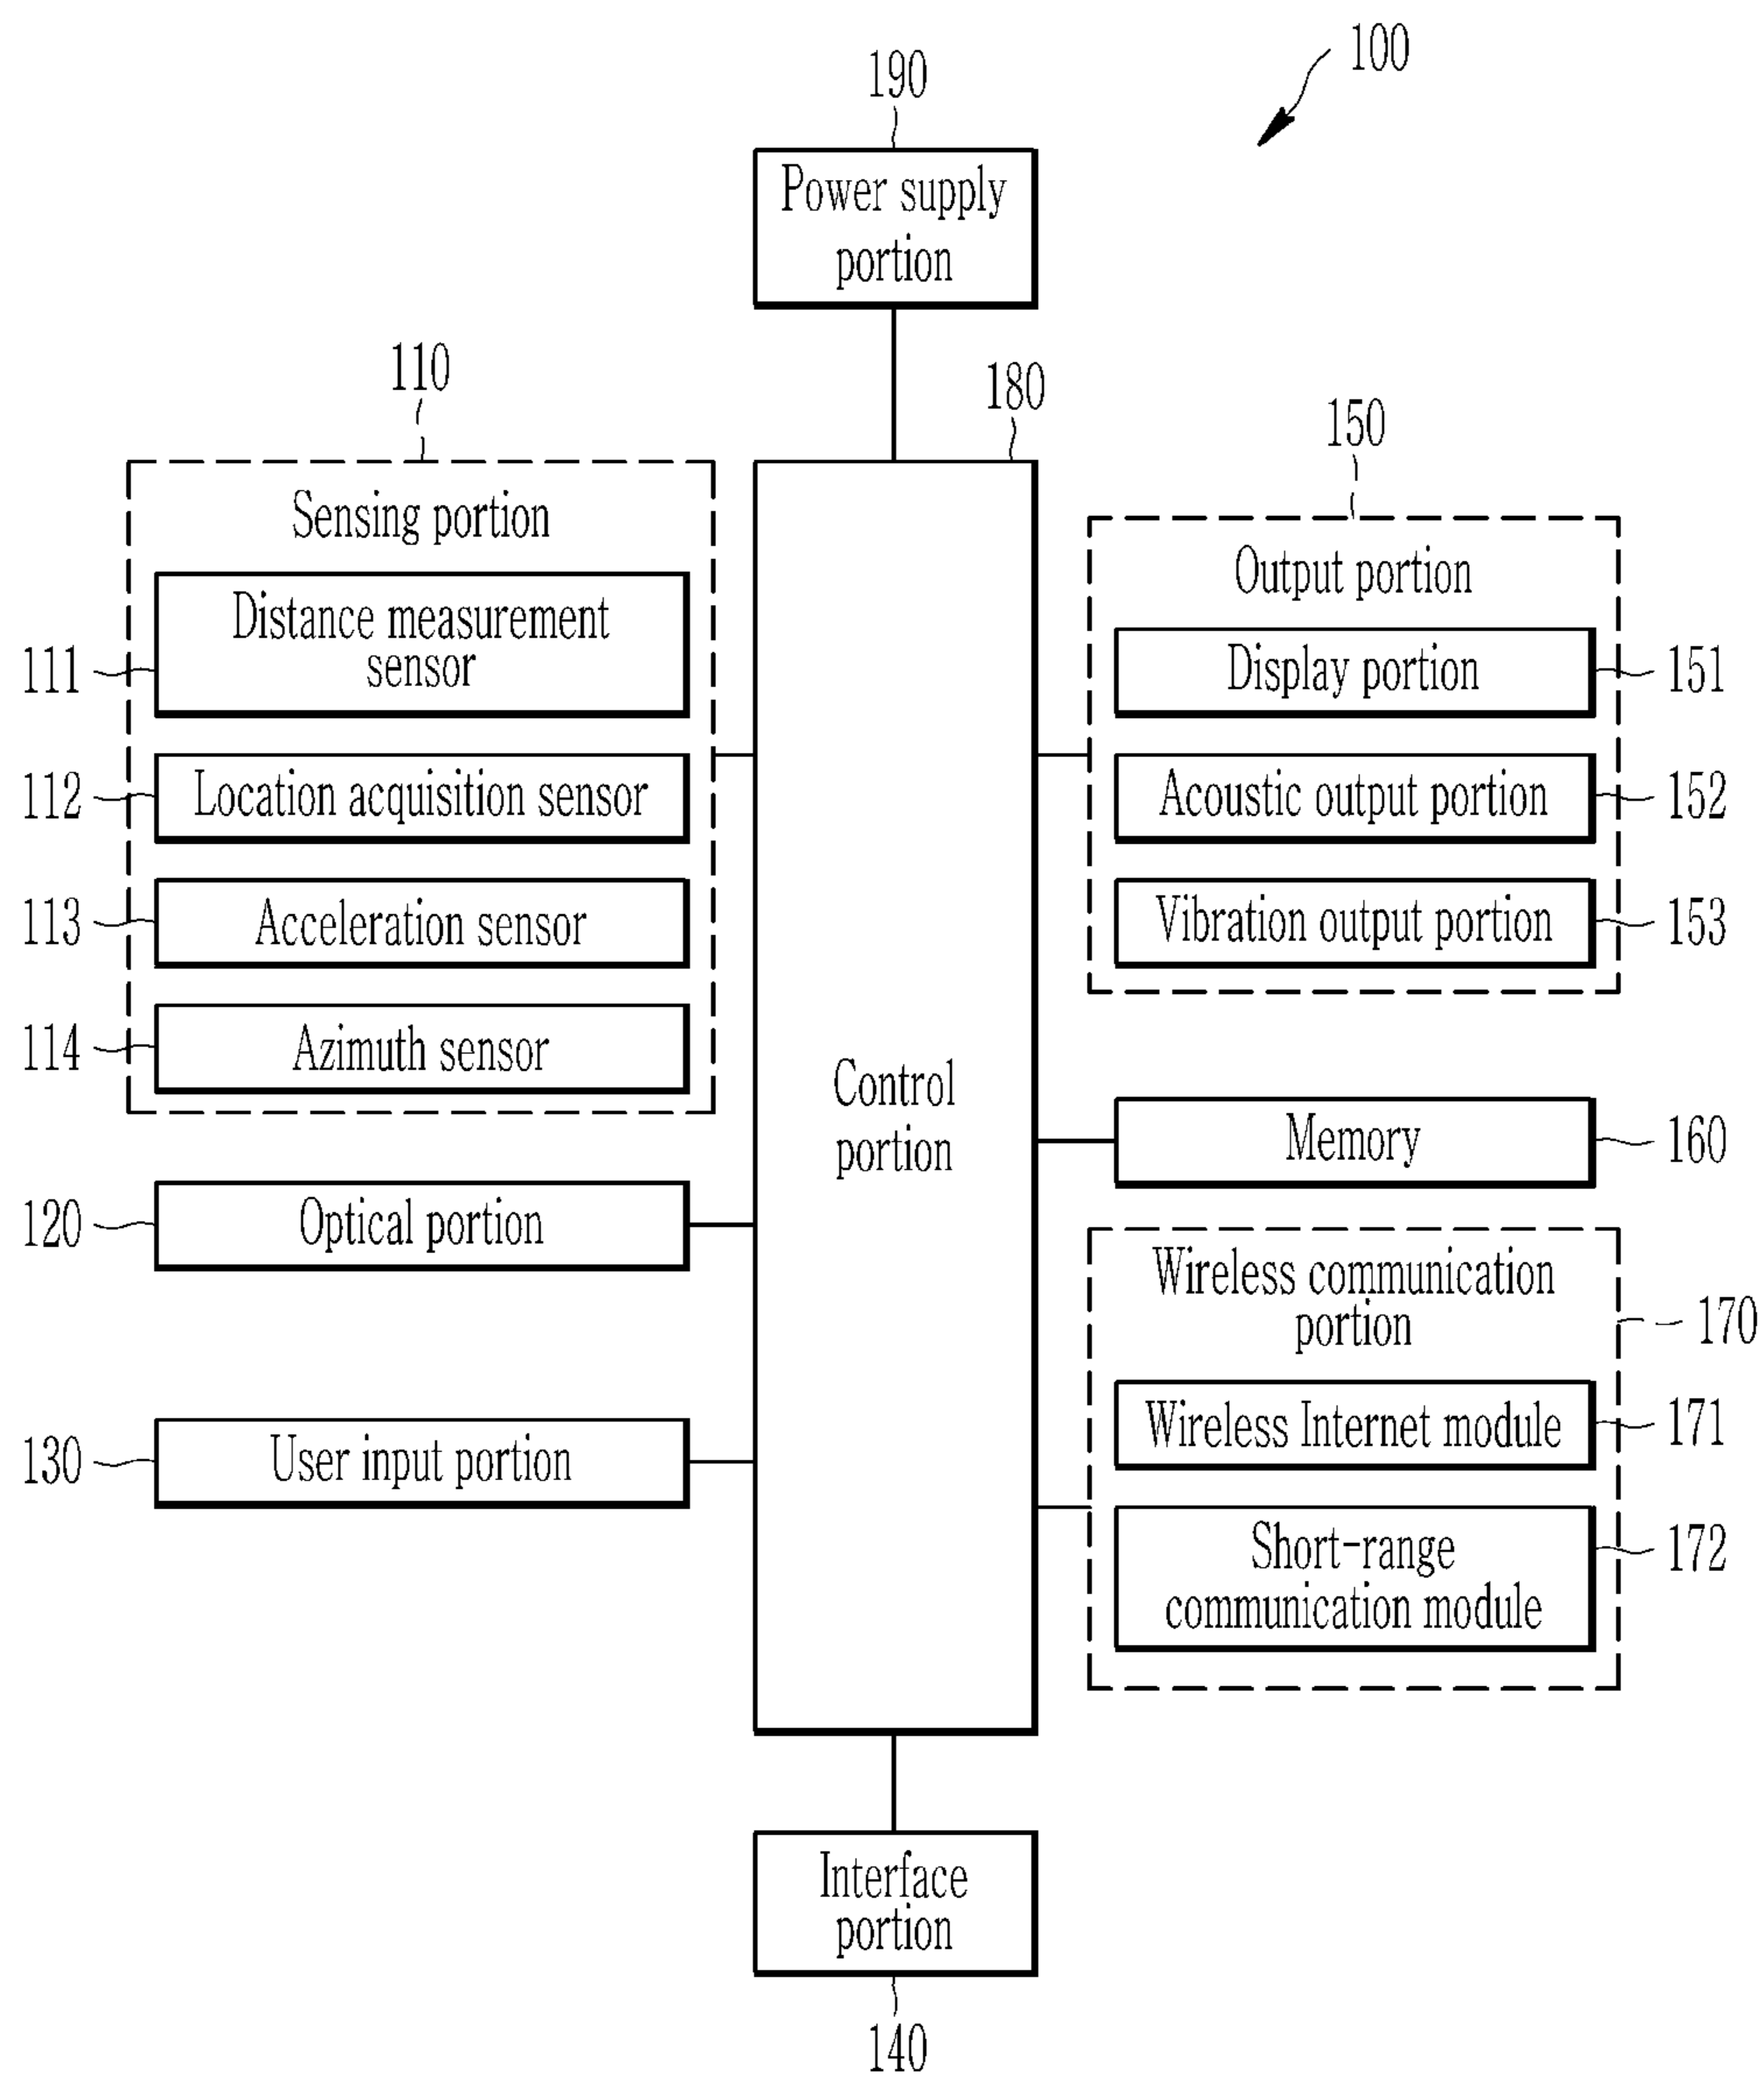 100
190
Power supply
portion
110
180
150
Sensing portion
Distance measurement
sensor
111
Location acquisition sensor
112
Acceleration sensor
113
Azimuth sensor
114
Optical portion
120
User input portion
130
Control
portion
Output portion
Display portion
151
Acoustic output portion
152
Vibration output portion
153
Memory
160
Wireless communication
portion
170
Wireless Internet module
171
Short-range
communication module
172
Interface
portion
140